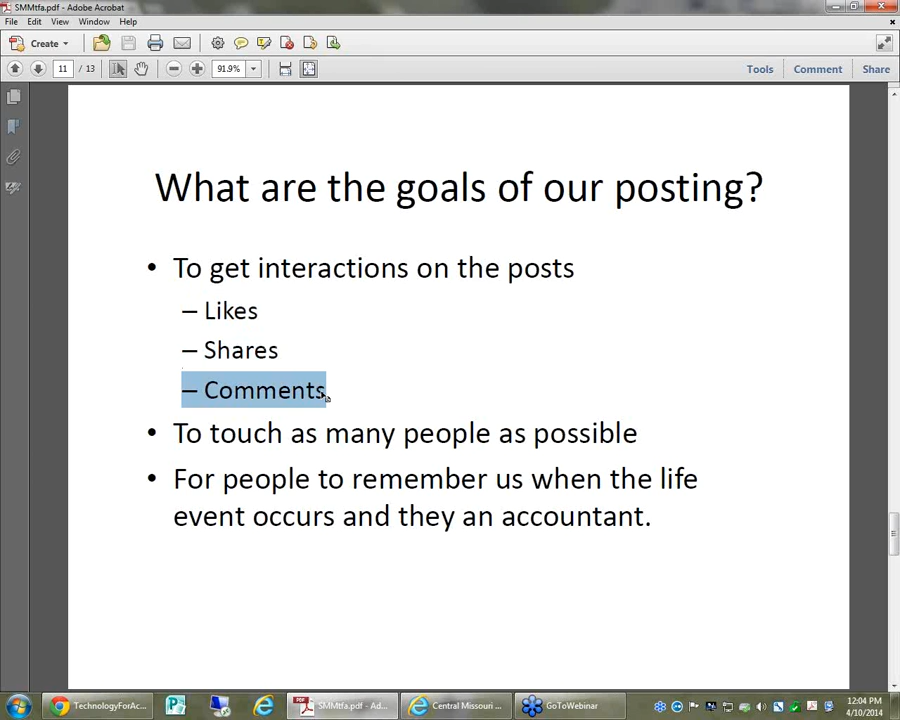 SMMtfa.pdf - Adobe Acrobat
File Edit View Window Help
Create
11 / 13 91.9% Tools Comment Share
What are the goals of our posting?
• To get interactions on the posts
– Likes
– Shares
– Comments
• To touch as many people as possible
• For people to remember us when the life
event occurs and they an accountant.
TechnologyForAc... SMMtfa.pdf - Ad... Central Missouri ... GoToWebinar
12:04 PM
4/10/2014